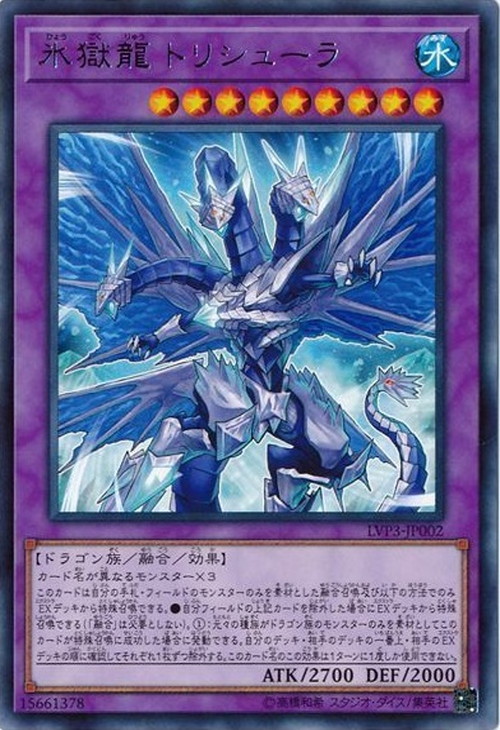 氷獄龍 トリシューラ
水
LVP3-JP002
【ドラゴン族／融合／効果】
カード名が異なるモンスター×３
このカードは自分の手札・フィールドのモンスターのみを素材とした融合召喚及び以下の方法でのみ
EXデッキから特殊召喚できる。●自分フィールドの上記カードを除外した場合にEXデッキから特殊
召喚できる(「融合」は必要としない)。①：元々の種族がドラゴン族のモンスターのみを素材としてこの
カードが特殊召喚に成功した場合に発動できる。自分のデッキ・相手のデッキの一番上・相手のEX
デッキの順に確認してそれぞれ１枚ずつ除外する。このカード名のこの効果は１ターンに１度しか使用できない。
ATK/2700 DEF/2000
15661378
©高橋和希 スタジオ・ダイス/集英社